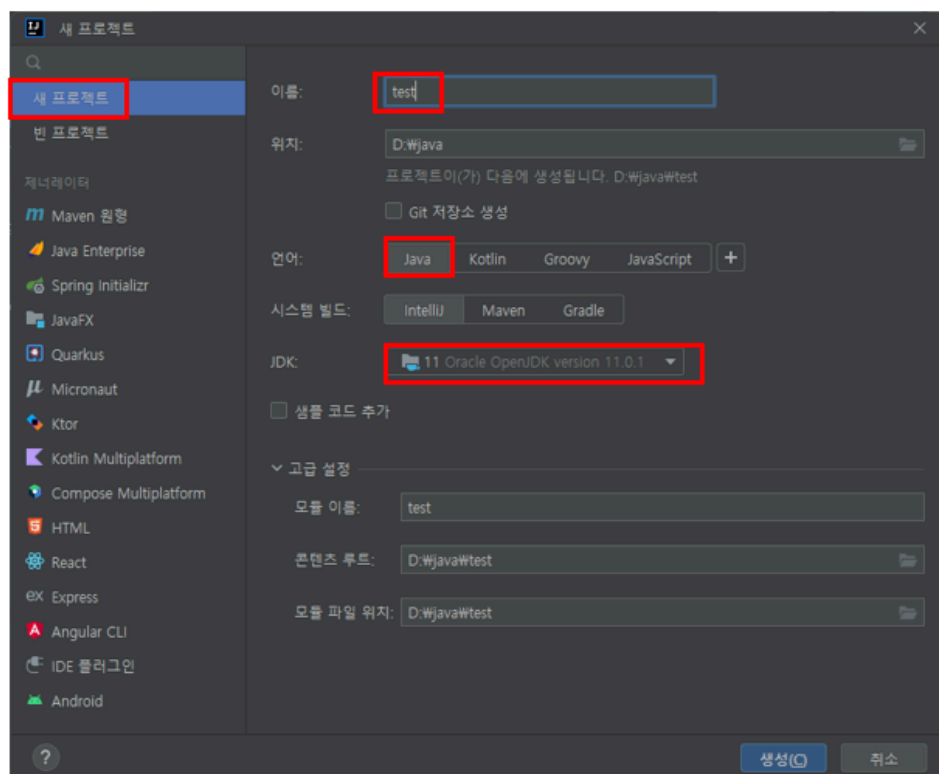 새 프로젝트
새 프로젝트
빈 프로젝트
제너레이터
Maven 원형
Java Enterprise
Spring Initializr
JavaFX
Quarkus
Micronaut
Ktor
Kotlin Multiplatform
Compose Multiplatform
HTML
React
ex Express
Angular CLI
IDE 플러그인
Android
이름: test
위치: D:₩java
프로젝트이(가) 다음에 생성됩니다. D:₩java₩test
Git 저장소 생성
언어: Java Kotlin Groovy JavaScript +
시스템 빌드: IntelliJ Maven Gradle
JDK: 11 Oracle OpenJDK version 11.0.1
샘플 코드 추가
고급 설정
모듈 이름: test
콘텐츠 루트: D:₩java₩test
모듈 파일 위치: D:₩java₩test
? 생성(C) 취소